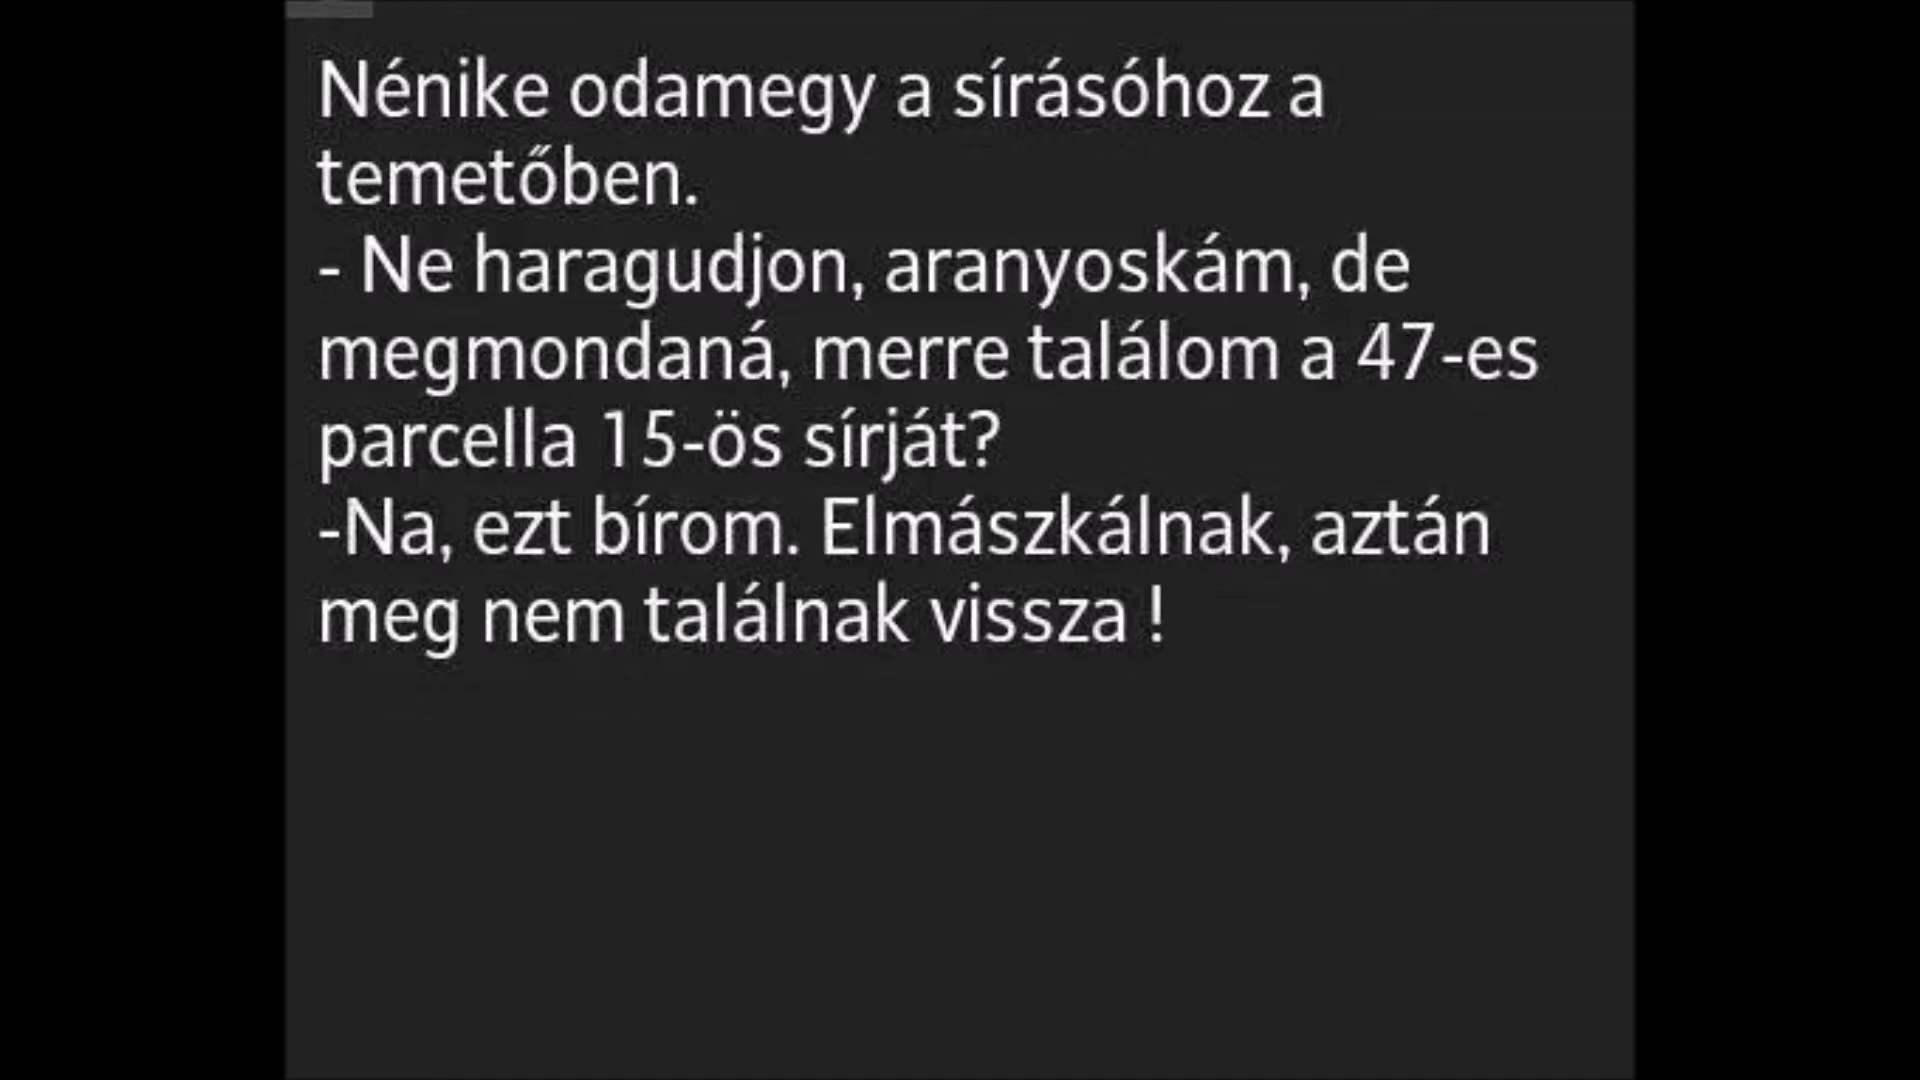 Nénike odamegy a sírásóhoz a
temetőben.
- Ne haragudjon, aranyoskám, de
megmondaná, merre találom a 47-es
parcella 15-ös sírját?
-Na, ezt bírom. Elmászkálnak, aztán
meg nem találnak vissza !